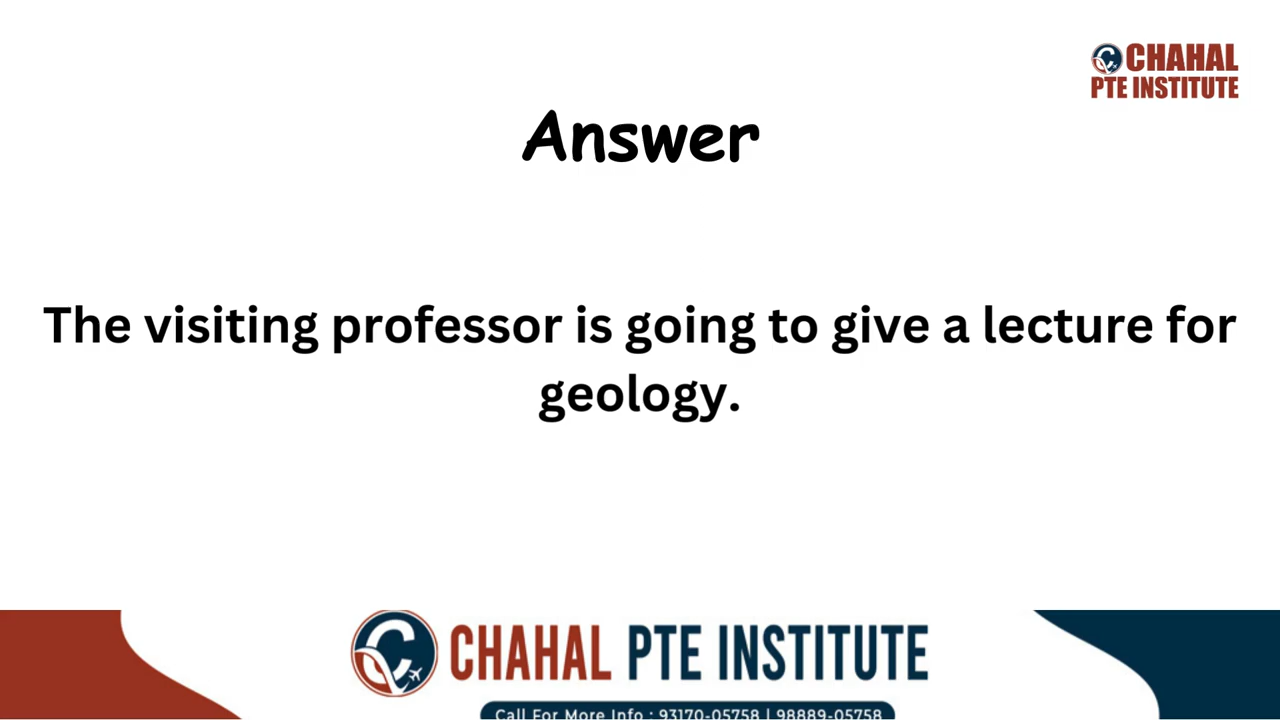 CHAHAL
PTE INSTITUTE
Answer
The visiting professor is going to give a lecture for
geology.
CHAHAL PTE INSTITUTE
Call For More Info : 93170-05758 | 98889-05758